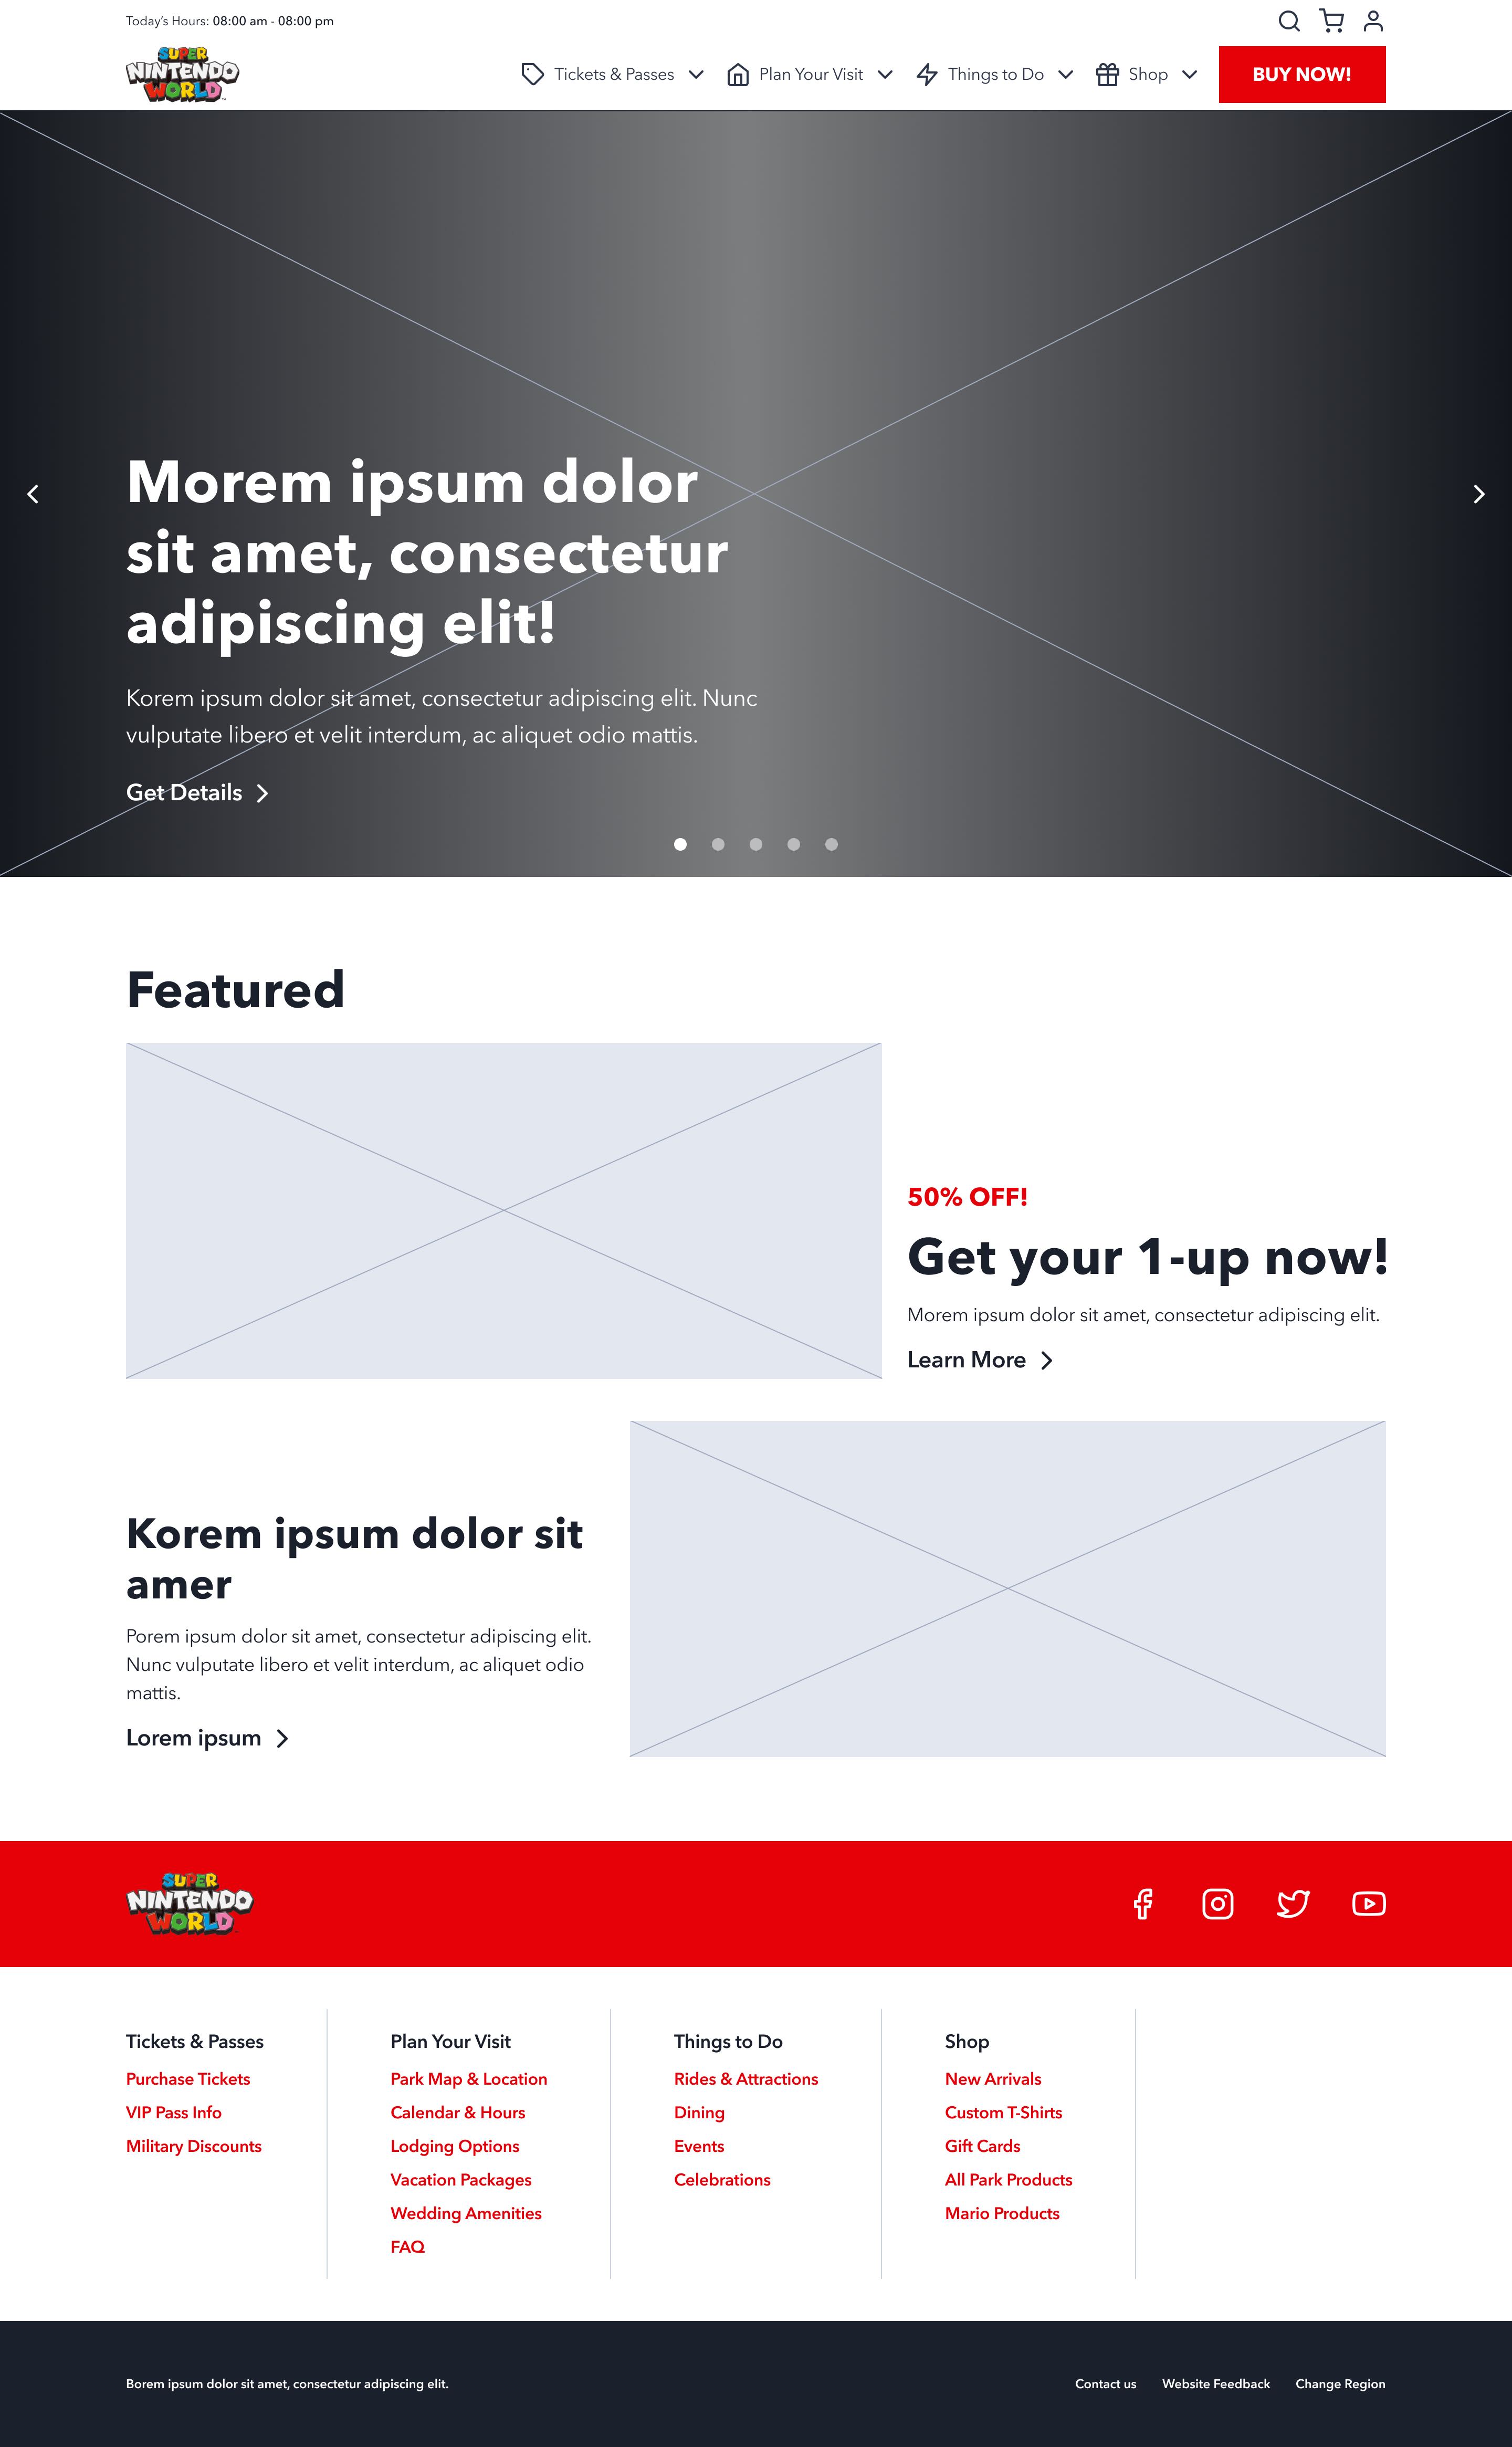 Today's Hours: 08:00 am - 08:00 pm
SUPER
NINTENDO
WORLD
Tickets & Passes
Plan Your Visit
Things to Do
Shop
BUY NOW!
Morem ipsum dolor
sit amet, consectetur
adipiscing elit!
Korem ipsum dolor sit amet, consectetur adipiscing elit. Nunc
vulputate libero et velit interdum, ac aliquet odio mattis.
Get Details
Featured
50% OFF!
Get your 1-up now!
Morem ipsum dolor sit amet, consectetur adipiscing elit.
Learn More
Korem ipsum dolor sit
amer
Porem ipsum dolor sit amet, consectetur adipiscing elit.
Nunc vulputate libero et velit interdum, ac aliquet odio
mattis.
Lorem ipsum
SUPER
NINTENDO
WORLD
Tickets & Passes
Purchase Tickets
VIP Pass Info
Military Discounts
Plan Your Visit
Park Map & Location
Calendar & Hours
Lodging Options
Vacation Packages
Wedding Amenities
FAQ
Things to Do
Rides & Attractions
Dining
Events
Celebrations
Shop
New Arrivals
Custom T-Shirts
Gift Cards
All Park Products
Mario Products
Borem ipsum dolor sit amet, consectetur adipiscing elit.
Contact us
Website Feedback
Change Region